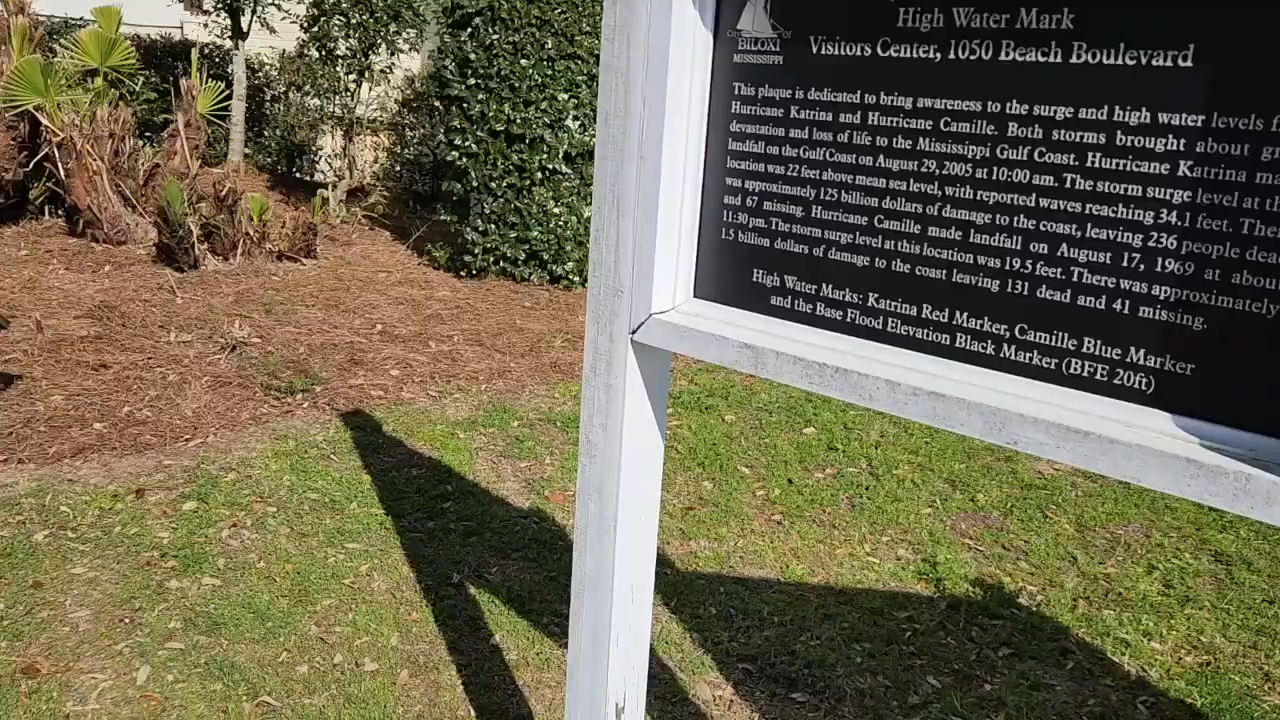 High Water Mark
City Of
BILOXI
MISSISSIPPI
Visitors Center, 1050 Beach Boulevard
This plaque is dedicated to bring awareness to the surge and high water levels f
Hurricane Katrina and Hurricane Camille. Both storms brought about gr
devastation and loss of life to the Mississippi Gulf Coast. Hurricane Katrina ma
landfall on the Gulf Coast on August 29, 2005 at 10:00 am. The storm surge level at th
location was 22 feet above mean sea level, with reported waves reaching 34.1 feet. Ther
was approximately 125 billion dollars of damage to the coast, leaving 236 people dea
and 67 missing. Hurricane Camille made landfall on August 17, 1969 at about
11:30 pm. The storm surge level at this location was 19.5 feet. There was approximately
1.5 billion dollars of damage to the coast leaving 131 dead and 41 missing.
High Water Marks: Katrina Red Marker, Camille Blue Marker
and the Base Flood Elevation Black Marker (BFE 20ft)